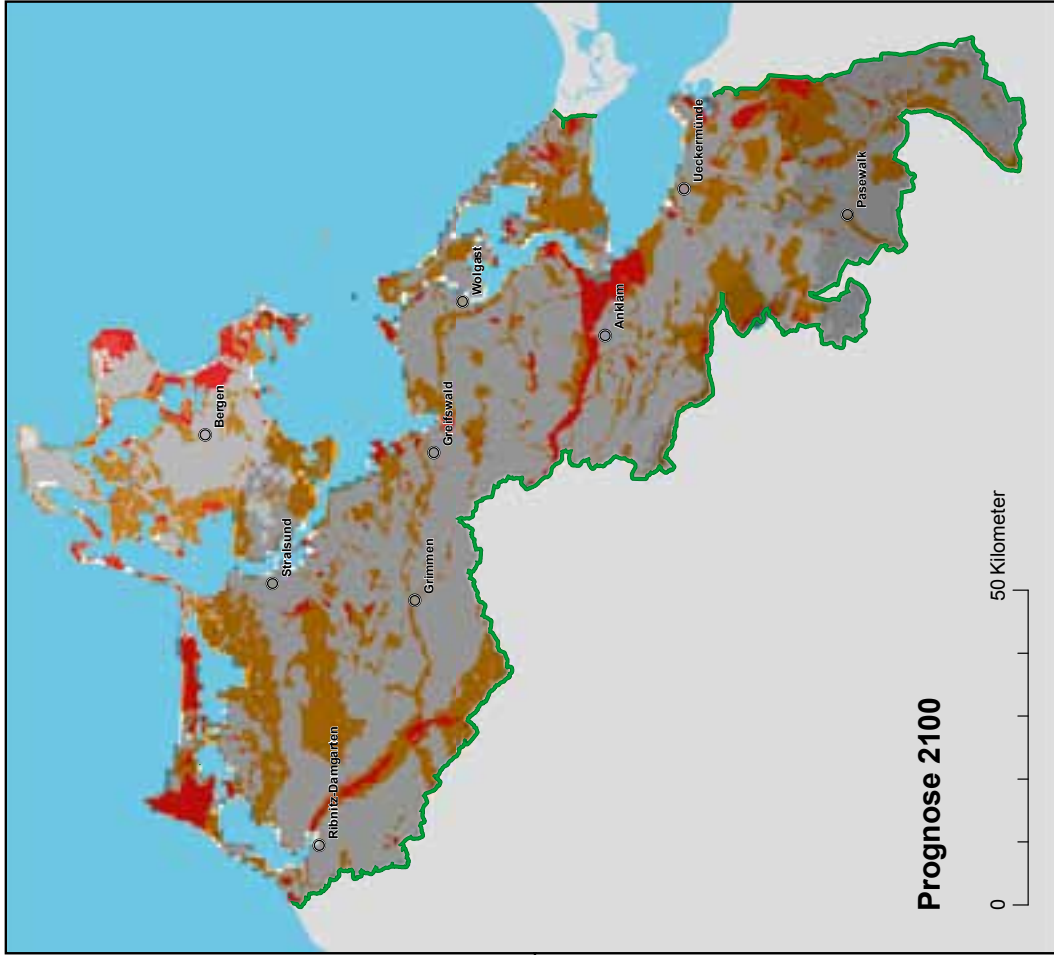 Bergen
Stralsund
Ribnitz-Damgarten
Grimmen
Greifswald
Wolgast
Anklam
Ueckermünde
Pasewalk
Prognose 2100
0 50 Kilometer